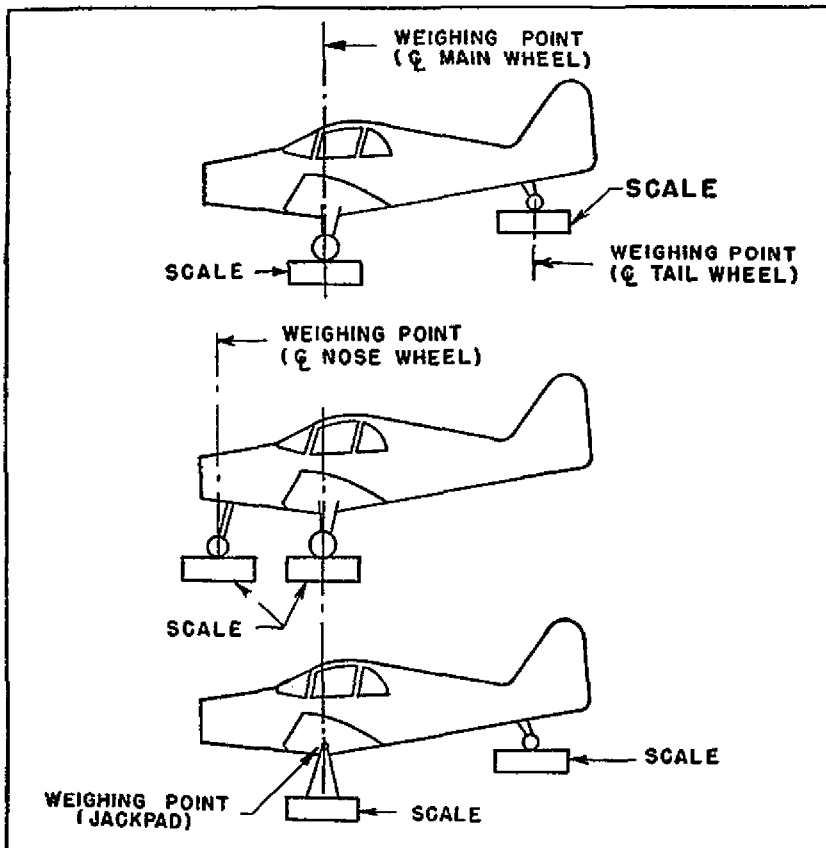 WEIGHING POINT
(℄ MAIN WHEEL)
SCALE
SCALE
WEIGHING POINT
(℄ TAIL WHEEL)
WEIGHING POINT
(℄ NOSE WHEEL)
SCALE
SCALE
WEIGHING POINT
(JACKPAD)
SCALE